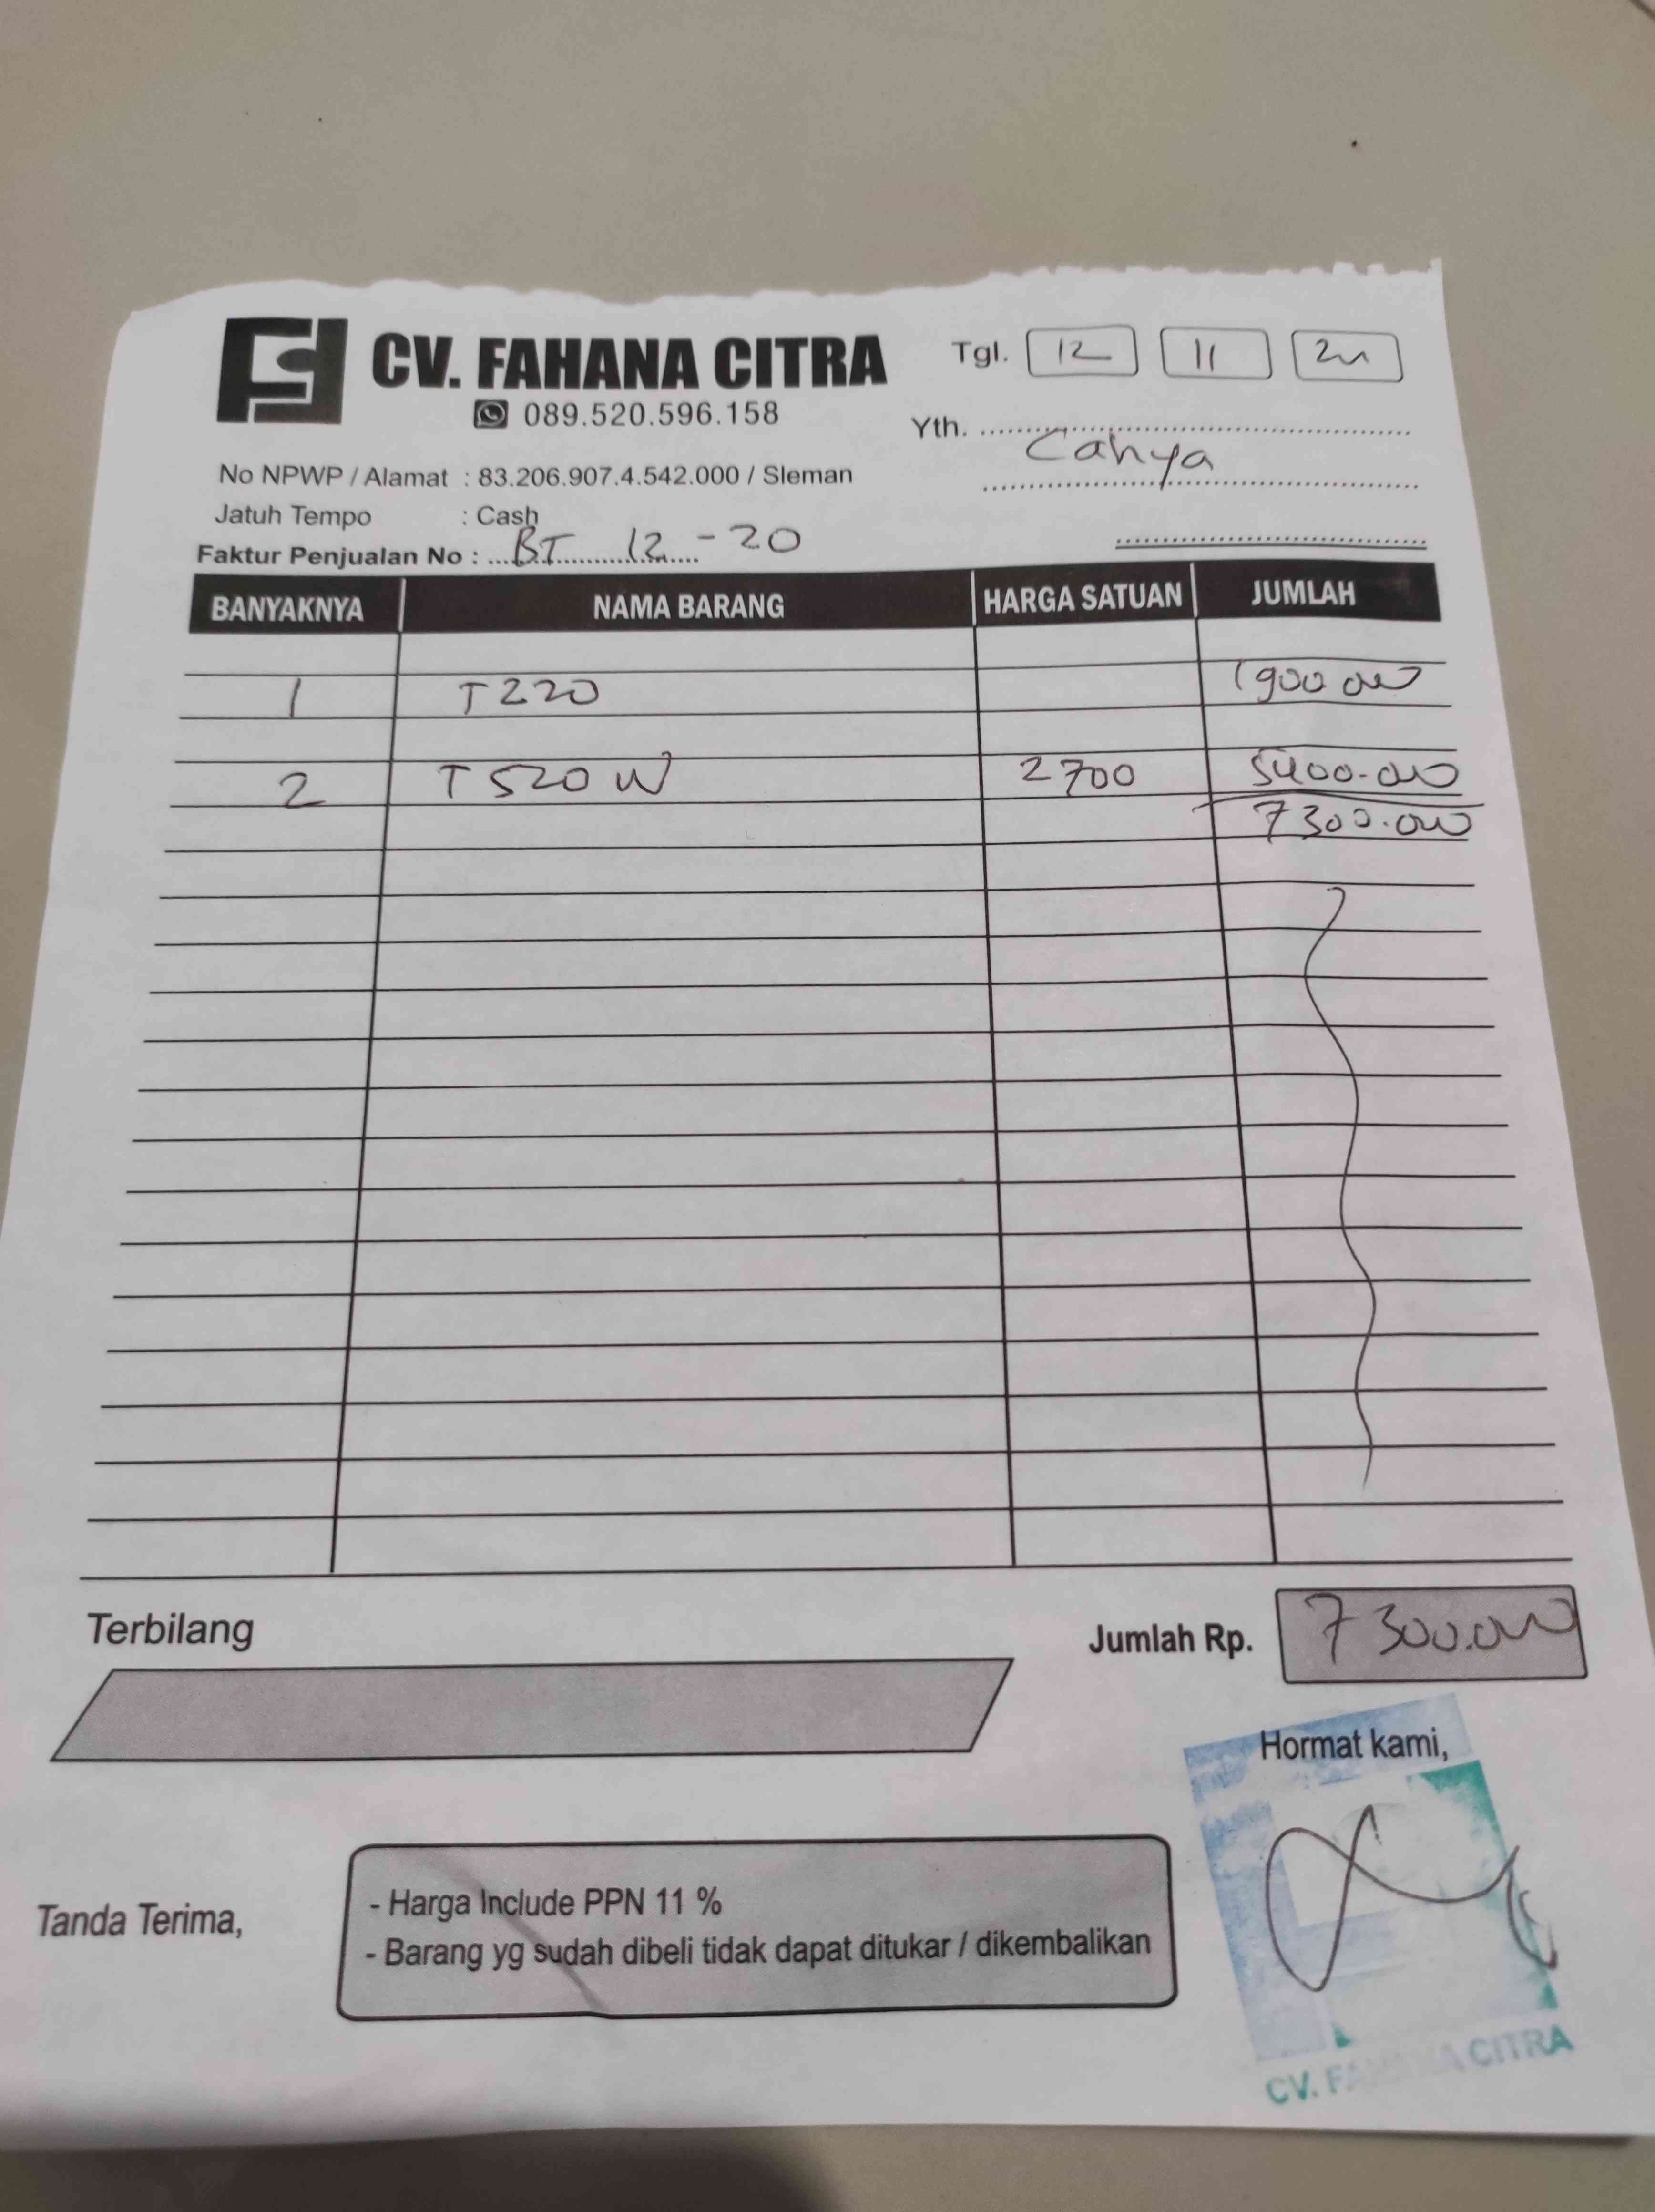 CV. FAHANA CITRA
089.520.596.158
Tgl. 12 11
Yth. Cahya
No NPWP / Alamat : 83.206.907.4.542.000 / Sleman
Jatuh Tempo : Cash
Faktur Penjualan No : BT 12 - 20
BANYAKNYA NAMA BARANG HARGA SATUAN JUMLAH
1 T220 1900 000
2 T520 W 2700 5400.000
7300.000
Terbilang
Jumlah Rp. 7300.000
Hormat kami,
Tanda Terima,
- Harga Include PPN 11 %
- Barang yg sudah dibeli tidak dapat ditukar / dikembalikan
CV. FAHANA CITRA